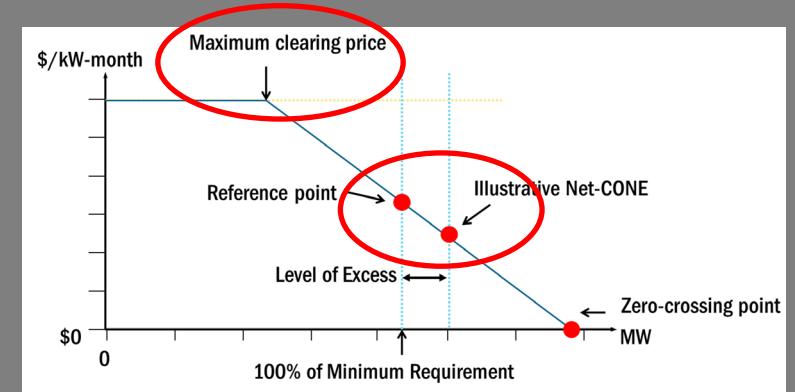 Maximum clearing price
$/kW-month
Reference point
Illustrative Net-CONE
Level of Excess
Zero-crossing point
$0
MW
0
100% of Minimum Requirement